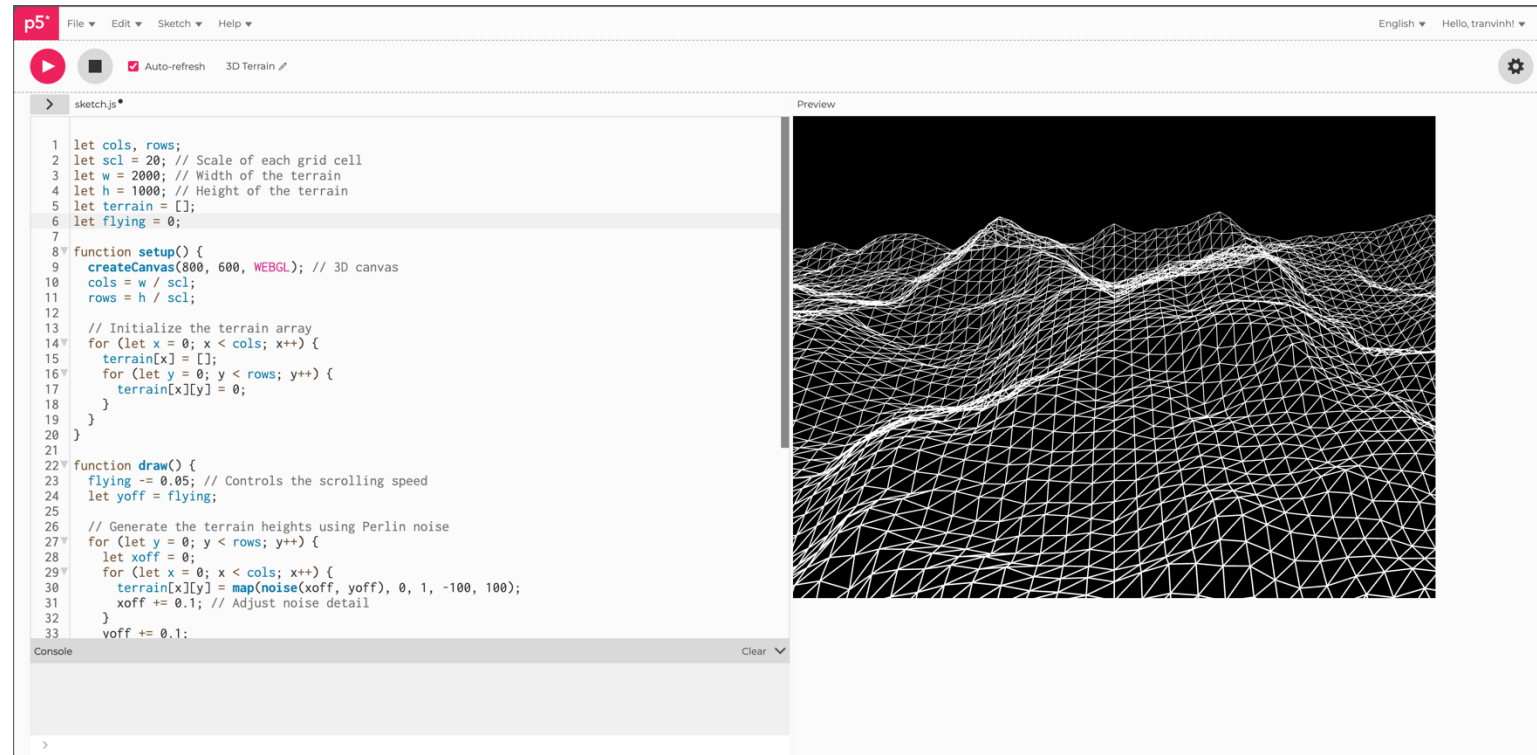 p5* File Edit Sketch Help English Hello, tranvinh!
Auto-refresh 3D Terrain
sketch.js
Preview
1 let cols, rows;
2 let scl = 20; // Scale of each grid cell
3 let w = 2000; // Width of the terrain
4 let h = 1000; // Height of the terrain
5 let terrain = [];
6 let flying = 0;
7
8 function setup() {
9 createCanvas(800, 600, WEBGL); // 3D canvas
10 cols = w / scl;
11 rows = h / scl;
12
13 // Initialize the terrain array
14 for (let x = 0; x < cols; x++) {
15 terrain[x] = [];
16 for (let y = 0; y < rows; y++) {
17 terrain[x][y] = 0;
18 }
19 }
20 }
21
22 function draw() {
23 flying -= 0.05; // Controls the scrolling speed
24 let yoff = flying;
25
26 // Generate the terrain heights using Perlin noise
27 for (let y = 0; y < rows; y++) {
28 let xoff = 0;
29 for (let x = 0; x < cols; x++) {
30 terrain[x][y] = map(noise(xoff, yoff), 0, 1, -100, 100);
31 xoff += 0.1; // Adjust noise detail
32 }
33 yoff += 0.1;
Console Clear
>